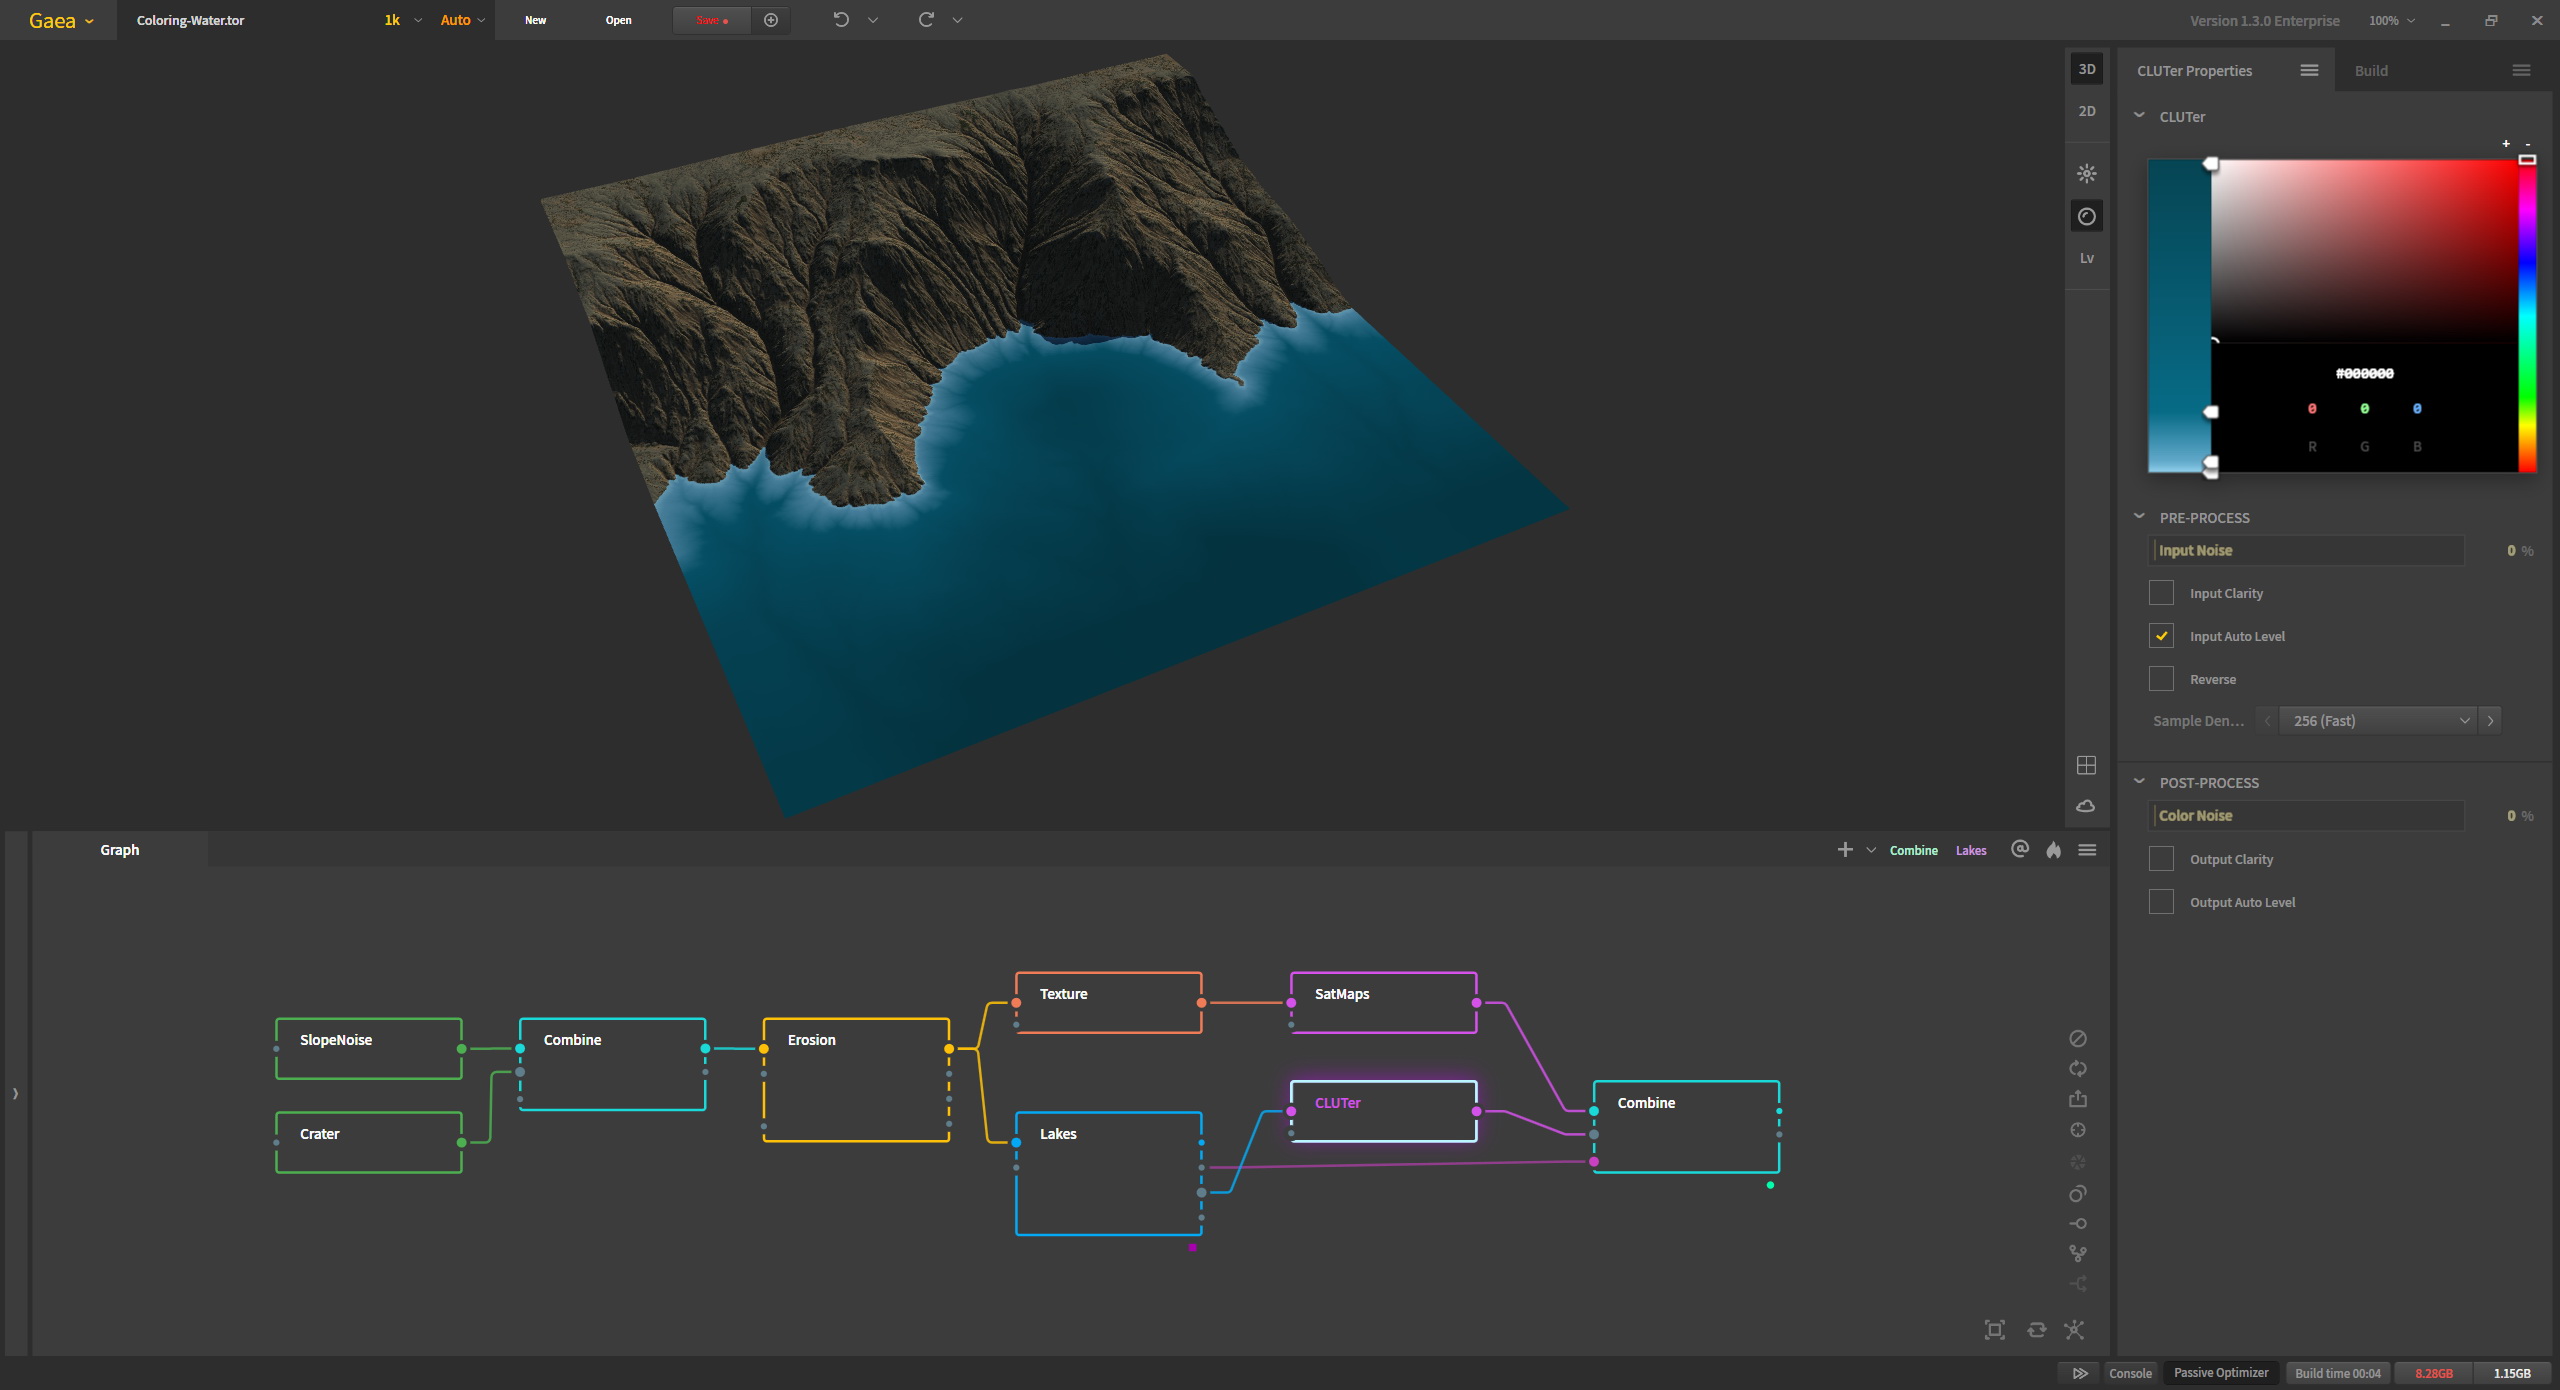 Gaea
Coloring-Water.tor
1k
Auto
New
Open
Save
Version 1.3.0 Enterprise
100%
3D
2D
Lv
CLUTer Properties
Build
CLUTer
+ -
#000000
0 0 0
R G B
PRE-PROCESS
Input Noise 0 %
Input Clarity
Input Auto Level
Reverse
Sample Den... 256 (Fast)
POST-PROCESS
Color Noise 0 %
Output Clarity
Output Auto Level
Graph
Combine Lakes
Texture
SatMaps
SlopeNoise
Combine
Erosion
CLUTer
Combine
Crater
Lakes
Console
Passive Optimizer
Build time 00:04
8.28GB
1.15GB